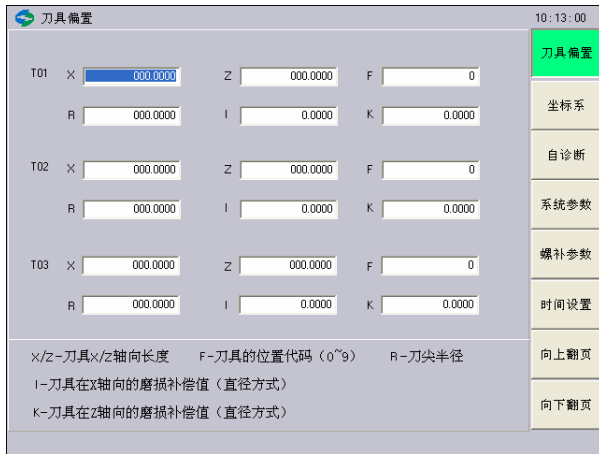 刀具偏置 10:13:00
T01 X 000.0000 Z 000.0000 F 0
R 000.0000 I 0.0000 K 0.0000
T02 X 000.0000 Z 000.0000 F 0
R 000.0000 I 0.0000 K 0.0000
T03 X 000.0000 Z 000.0000 F 0
R 000.0000 I 0.0000 K 0.0000
X/Z-刀具X/Z轴向长度 F-刀具的位置代码（0~9） R-刀尖半径
I-刀具在X轴向的磨损补偿值（直径方式）
K-刀具在Z轴向的磨损补偿值（直径方式）
刀具偏置
坐标系
自诊断
系统参数
螺补参数
时间设置
向上翻页
向下翻页